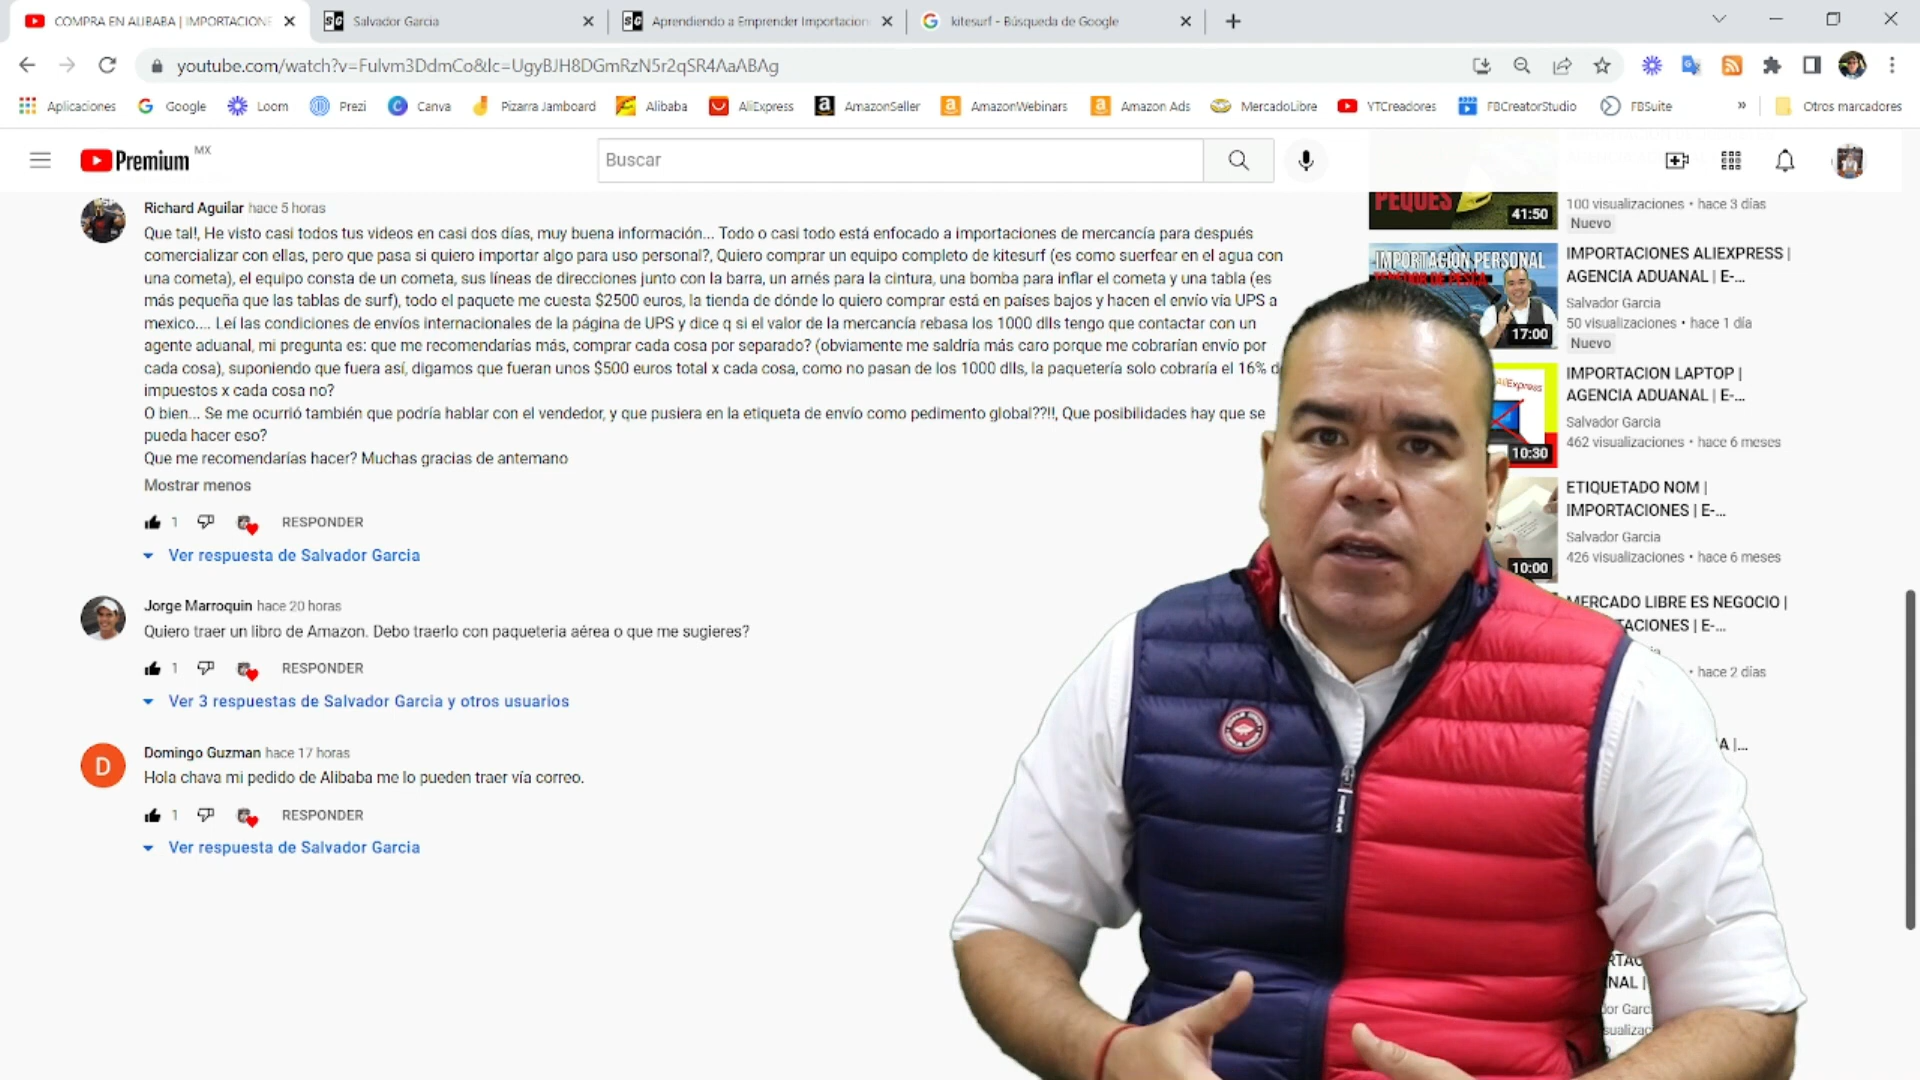 COMPRA EN ALIBABA | IMPORTACIONE
Salvador Garcia
Aprendiendo a Emprender Importacion
kitesurf - Búsqueda de Google
youtube.com/watch?v=Fulvm3DdmCo&lc=UgyBJH8DGmRzN5r2qSR4AaABAg
Aplicaciones
Google
Loom
Prezi
Canva
Pizarra Jamboard
Alibaba
AliExpress
AmazonSeller
AmazonWebinars
Amazon Ads
MercadoLibre
YTCreadores
FBCreatorStudio
FBSuite
»
Otros marcadores
Premium MX
Buscar
Richard Aguilar hace 5 horas
Que tal!, He visto casi todos tus videos en casi dos días, muy buena información... Todo o casi todo está enfocado a importaciones de mercancía para después
comercializar con ellas, pero que pasa si quiero importar algo para uso personal?, Quiero comprar un equipo completo de kitesurf (es como suerfear en el agua con
una cometa), el equipo consta de un cometa, sus líneas de direcciones junto con la barra, un arnés para la cintura, una bomba para inflar el cometa y una tabla (es
más pequeña que las tablas de surf), todo el paquete me cuesta $2500 euros, la tienda de dónde lo quiero comprar está en países bajos y hacen el envío vía UPS a
mexico.... Leí las condiciones de envíos internacionales de la página de UPS y dice q si el valor de la mercancía rebasa los 1000 dlls tengo que contactar con un
agente aduanal, mi pregunta es: que me recomendarías más, comprar cada cosa por separado? (obviamente me saldría más caro porque me cobrarían envío por
cada cosa), suponiendo que fuera así, digamos que fueran unos $500 euros total x cada cosa, como no pasan de los 1000 dlls, la paquetería solo cobraría el 16% d
impuestos x cada cosa no?
O bien... Se me ocurrió también que podría hablar con el vendedor, y que pusiera en la etiqueta de envío como pedimento global??!!, Que posibilidades hay que se
pueda hacer eso?
Que me recomendarías hacer? Muchas gracias de antemano
Mostrar menos
1
RESPONDER
Ver respuesta de Salvador Garcia
Jorge Marroquin hace 20 horas
Quiero traer un libro de Amazon. Debo traerlo con paqueteria aérea o que me sugieres?
1
RESPONDER
Ver 3 respuestas de Salvador Garcia y otros usuarios
D
Domingo Guzman hace 17 horas
Hola chava mi pedido de Alibaba me lo pueden traer vía correo.
1
RESPONDER
Ver respuesta de Salvador Garcia
PEQUES
41:50
100 visualizaciones • hace 3 días
Nuevo
IMPORTACIÓN PERSONAL
17:00
IMPORTACIONES ALIEXPRESS |
AGENCIA ADUANAL | E-...
Salvador Garcia
50 visualizaciones • hace 1 día
Nuevo
AliExpress
10:30
IMPORTACION LAPTOP |
AGENCIA ADUANAL | E-...
Salvador Garcia
462 visualizaciones • hace 6 meses
10:00
ETIQUETADO NOM |
IMPORTACIONES | E-...
Salvador Garcia
426 visualizaciones • hace 6 meses
MERCADO LIBRE ES NEGOCIO |
TACIONES | E-...
• hace 2 días
A |...
RTAC
NAL |
dor Garc
sualizac